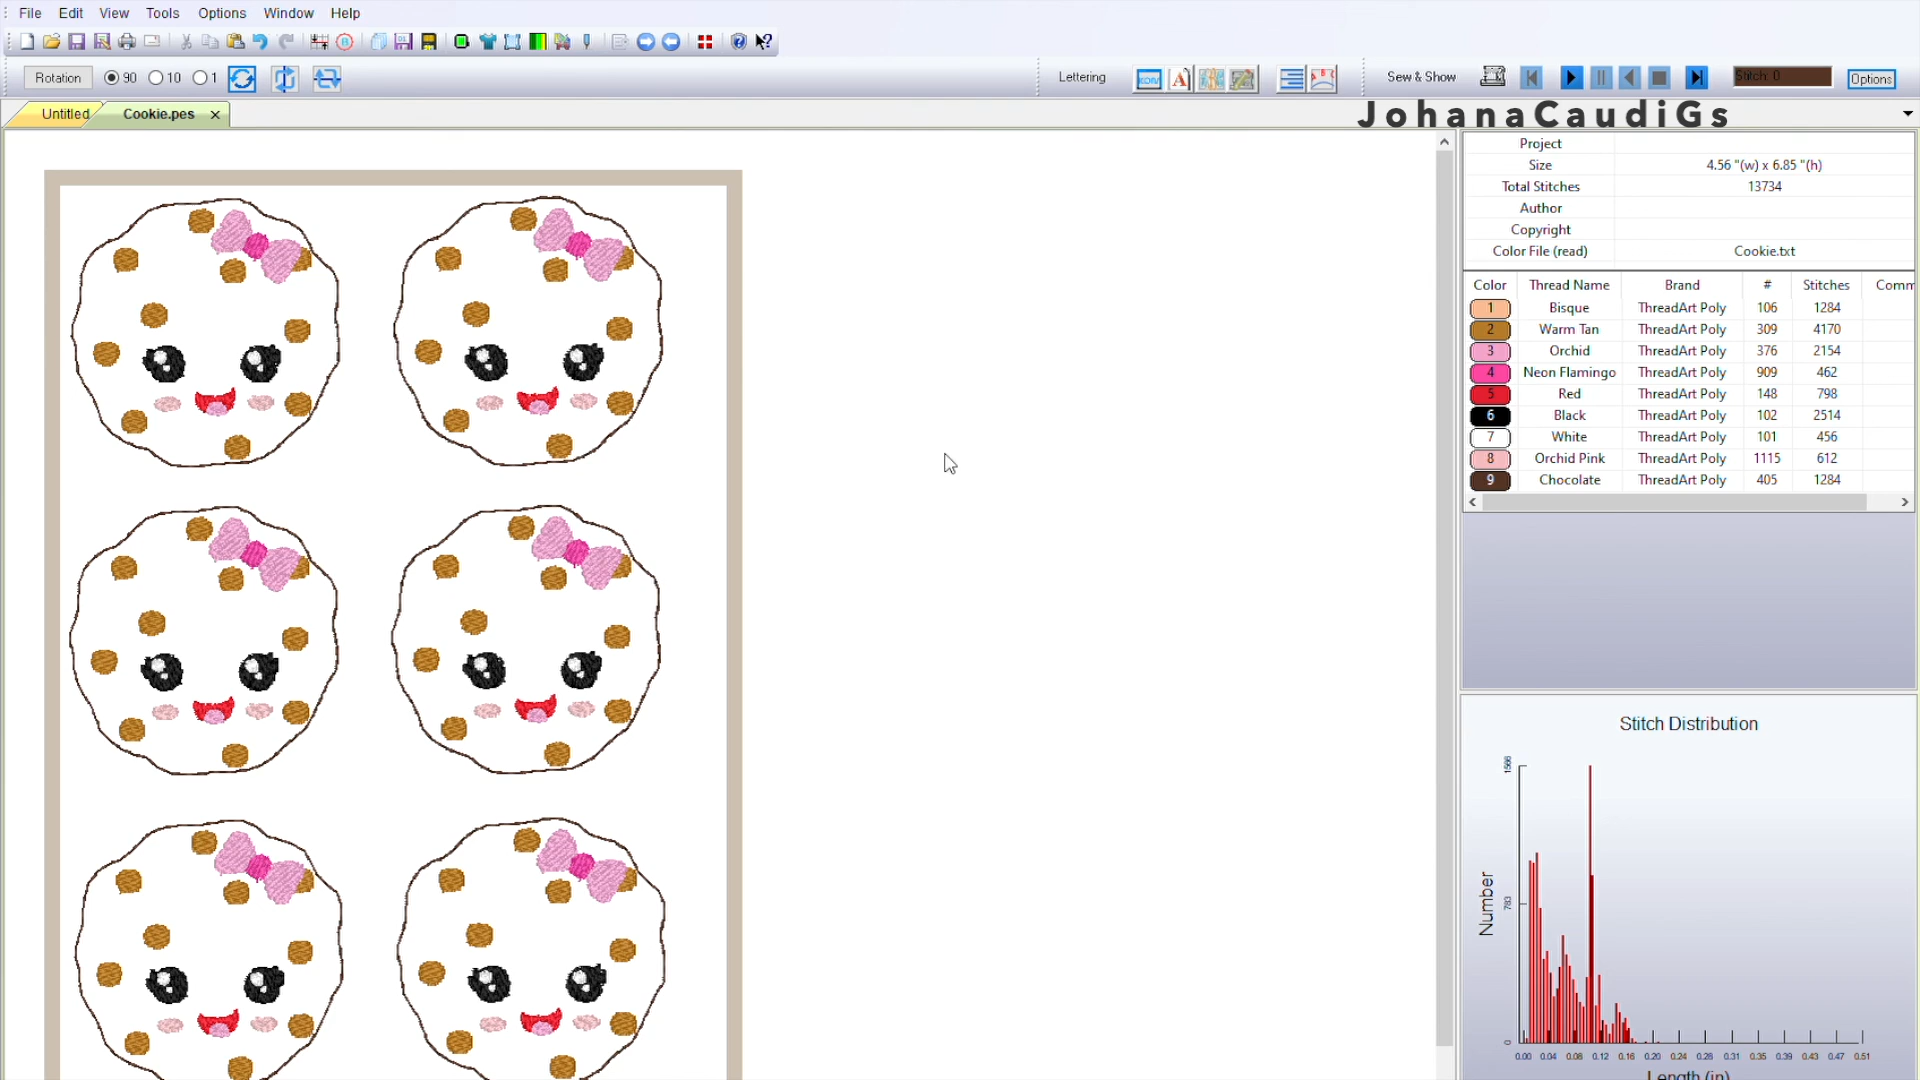 File Edit View Tools Options Window Help
Rotation 90 10 1 Lettering Sew & Show Stitch: 0 Options
Untitled Cookie.pes
JohanaCaudiGs
Project
Size 4.56 "(w) x 6.85 "(h)
Total Stitches 13734
Author
Copyright
Color File (read) Cookie.txt
Color Thread Name Brand # Stitches Comm
1 Bisque ThreadArt Poly 106 1284
2 Warm Tan ThreadArt Poly 309 4170
3 Orchid ThreadArt Poly 376 2154
4 Neon Flamingo ThreadArt Poly 909 462
5 Red ThreadArt Poly 148 798
6 Black ThreadArt Poly 102 2514
7 White ThreadArt Poly 101 456
8 Orchid Pink ThreadArt Poly 1115 612
9 Chocolate ThreadArt Poly 405 1284
Stitch Distribution
1566
783
0
Number
0.00 0.04 0.08 0.12 0.16 0.20 0.24 0.28 0.31 0.35 0.39 0.43 0.47 0.51
Length (in)